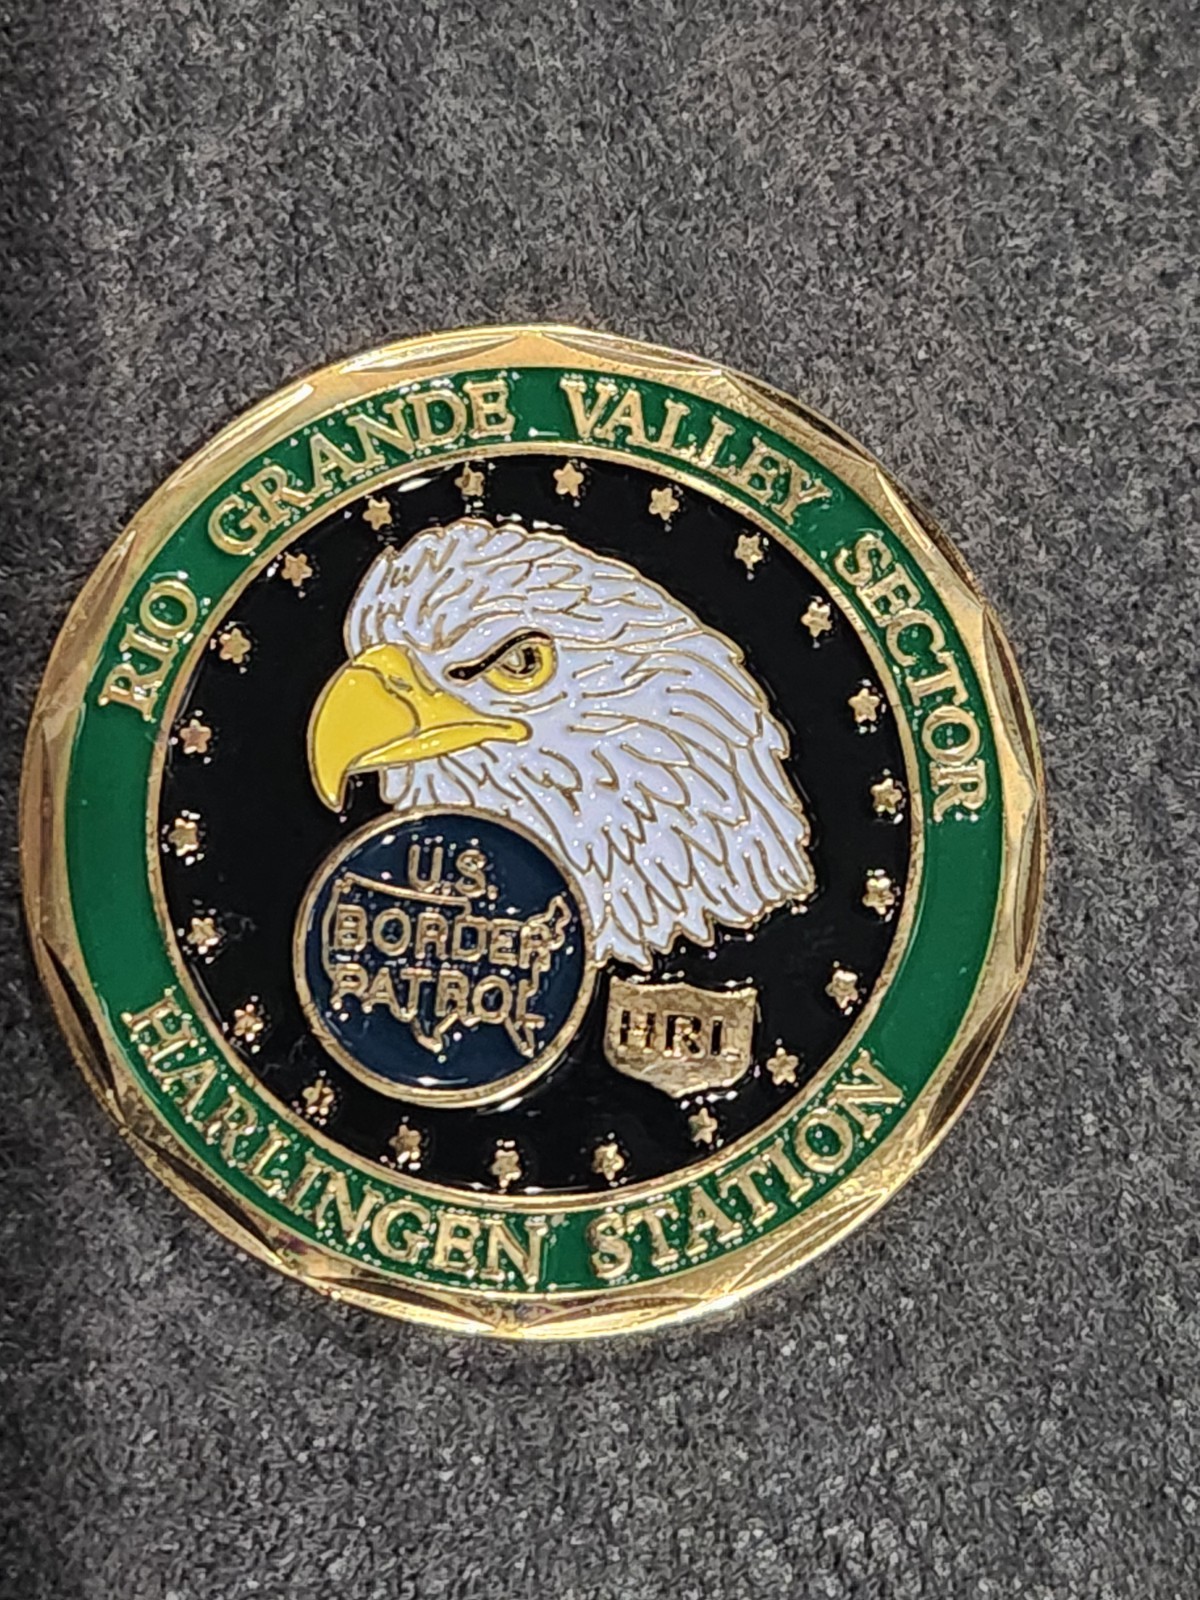 RIO GRANDE VALLEY SECTOR
U.S.
BORDER
PATROL
HRL
HARLINGEN STATION